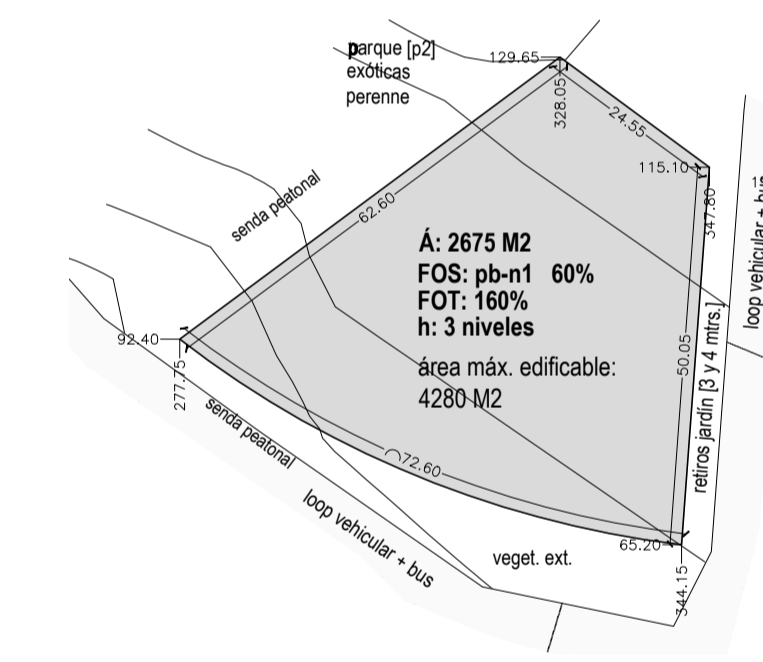 parque [p2]
exóticas
perenne
129.65
328.05
24.55
115.10
347.80
62.60
senda peatonal
Á: 2675 M2
FOS: pb-n1 60%
FOT: 160%
h: 3 niveles
área máx. edificable:
4280 M2
92.40
277.75
50.05
retiros jardín [3 y 4 mtrs.]
loop vehicular + bus
senda peatonal
72.60
loop vehicular + bus
veget. ext.
65.20
344.15